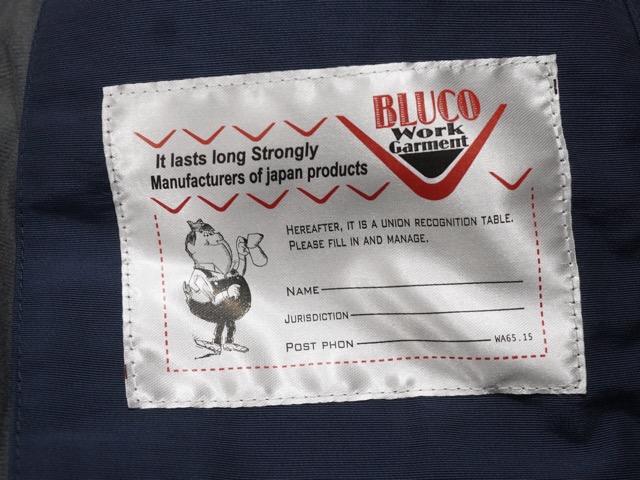 BLUCO
Work
Garment
It lasts long Strongly
Manufacturers of japan products
HEREAFTER, IT IS A UNION RECOGNITION TABLE.
PLEASE FILL IN AND MANAGE.
NAME
JURISDICTION
POST PHON
WA65.15